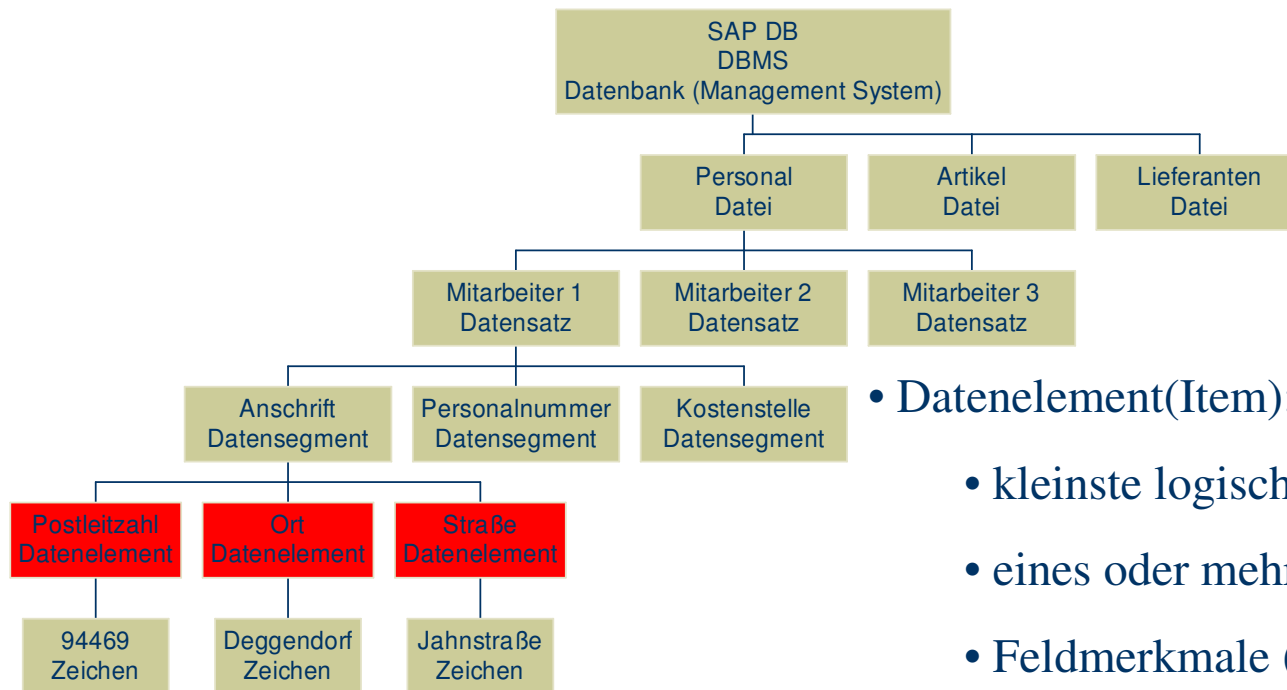 SAP DB
DBMS
Datenbank (Management System)
Personal
Datei
Artikel
Datei
Lieferanten
Datei
Mitarbeiter 1
Datensatz
Mitarbeiter 2
Datensatz
Mitarbeiter 3
Datensatz
Anschrift
Datensegment
Personalnummer
Datensegment
Kostenstelle
Datensegment
• Datenelement(Item)
• kleinste logisch
• eines oder mehr
• Feldmerkmale (
Postleitzahl
Datenelement
Ort
Datenelement
Straße
Datenelement
94469
Zeichen
Deggendorf
Zeichen
Jahnstraße
Zeichen